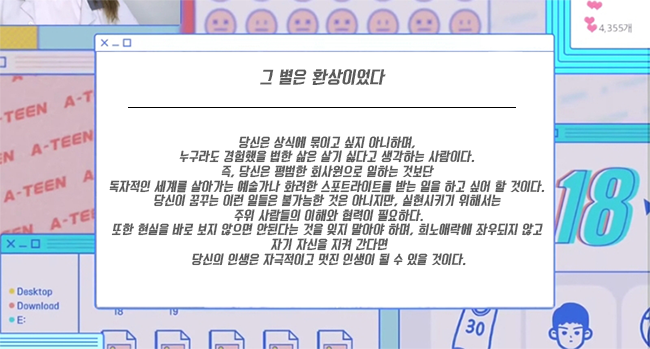 4,355개
그 별은 환상이었다
A-TEEN
A-TEEN
A-TEEN
A-TEEN
당신은 상식에 묶이고 싶지 아니하며,
누구라도 경험했을 법한 삶은 살기 싫다고 생각하는 사람이다.
즉, 당신은 평범한 회사원으로 일하는 것보단
독자적인 세계를 살아가는 예술가나 화려한 스포트라이트를 받는 일을 하고 싶어 할 것이다.
당신이 꿈꾸는 이런 일들은 불가능한 것은 아니지만, 실현시키기 위해서는
주위 사람들의 이해와 협력이 필요하다.
또한 현실을 바로 보지 않으면 안된다는 것을 잊지 말아야 하며, 희노애락에 좌우되지 않고
자기 자신을 지켜 간다면
당신의 인생은 자극적이고 멋진 인생이 될 수 있을 것이다.
18
Desktop
Download
E:
18
19
30